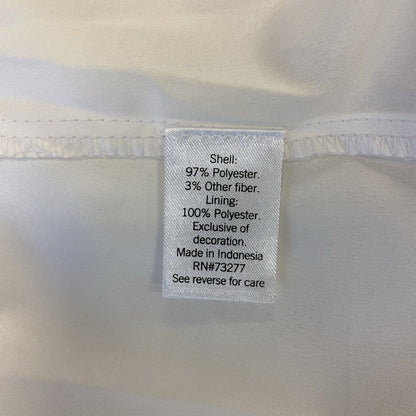 Shell:
97% Polyester.
3% Other fiber.
Lining:
100% Polyester.
Exclusive of
decoration.
Made in Indonesia
RN#73277
See reverse for care